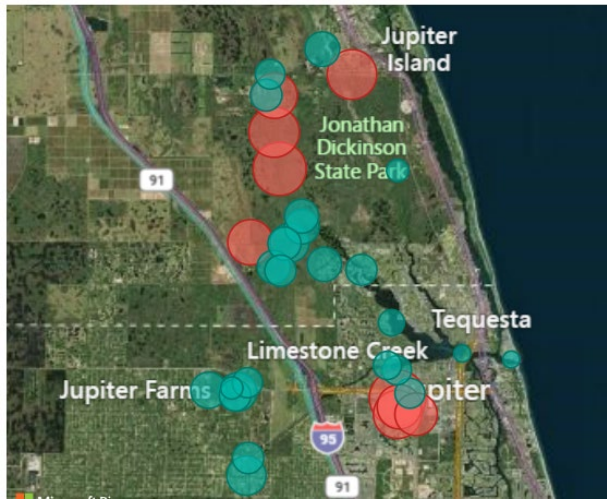 Jupiter
Island
Jonathan
Dickinson
State Park
91
Tequesta
Limestone Creek
Jupiter Farms
piter
95
91